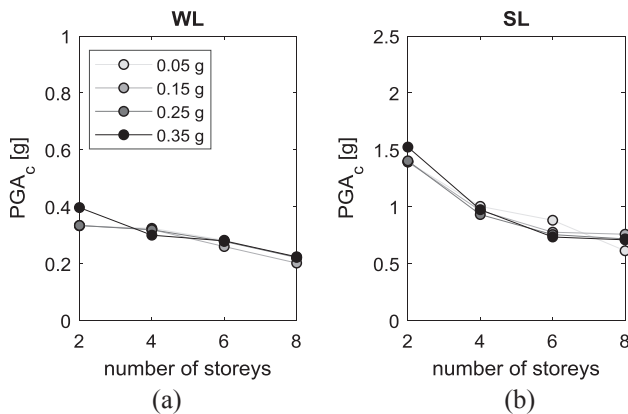 WL
1
0.8
0.6
0.4
0.2
0
PGAc [g]
0.05 g
0.15 g
0.25 g
0.35 g
2 4 6 8
number of storeys
(a)
SL
2.5
2
1.5
1
0.5
0
PGAc [g]
2 4 6 8
number of storeys
(b)